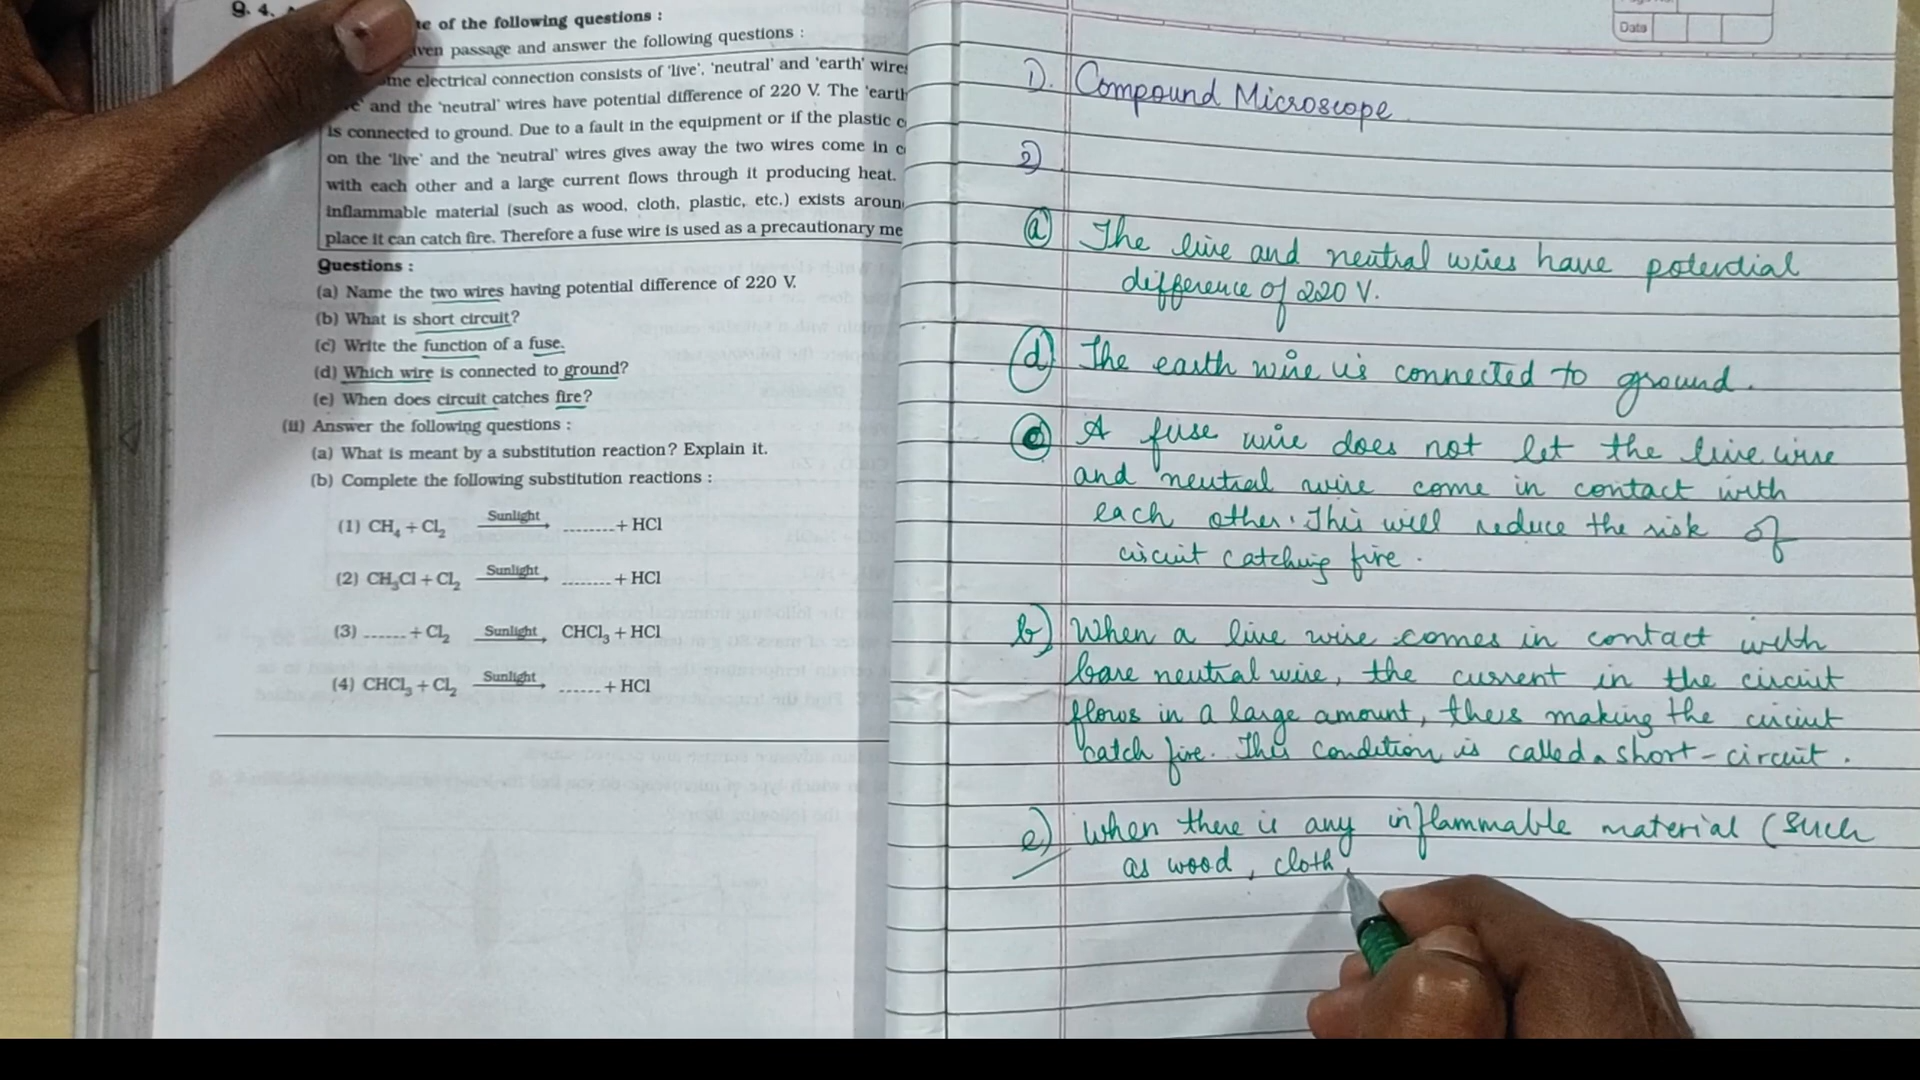 Q. 4.
te of the following questions :
ven passage and answer the following questions :
me electrical connection consists of 'live', 'neutral' and 'earth' wire
and the 'neutral' wires have potential difference of 220 V. The 'earth
is connected to ground. Due to a fault in the equipment or if the plastic c
on the 'live' and the 'neutral' wires gives away the two wires come in c
with each other and a large current flows through it producing heat.
inflammable material (such as wood, cloth, plastic, etc.) exists aroun
place it can catch fire. Therefore a fuse wire is used as a precautionary me
Questions :
(a) Name the two wires having potential difference of 220 V.
(b) What is short circuit?
(c) Write the function of a fuse.
(d) Which wire is connected to ground?
(e) When does circuit catches fire?
(ii) Answer the following questions :
(a) What is meant by a substitution reaction? Explain it.
(b) Complete the following substitution reactions :
(1) CH₄ + Cl₂ Sunlight → ........ + HCl
(2) CH₃Cl + Cl₂ Sunlight → ........ + HCl
(3) ...... + Cl₂ Sunlight → CHCl₃ + HCl
(4) CHCl₃ + Cl₂ Sunlight → ...... + HCl
Date
1). Compound Microscope
2)
a) The live and neutral wires have potential
difference of 220 V.
d) The earth wire is connected to ground.
c) A fuse wire does not let the live wire
and neutral wire come in contact with
each other. This will reduce the risk of
circuit catching fire.
b) When a live wire comes in contact with
bare neutral wire, the current in the circuit
flows in a large amount, thus making the circuit
catch fire. This condition is called a short-circuit.
e) When there is any inflammable material (such
as wood, cloth,